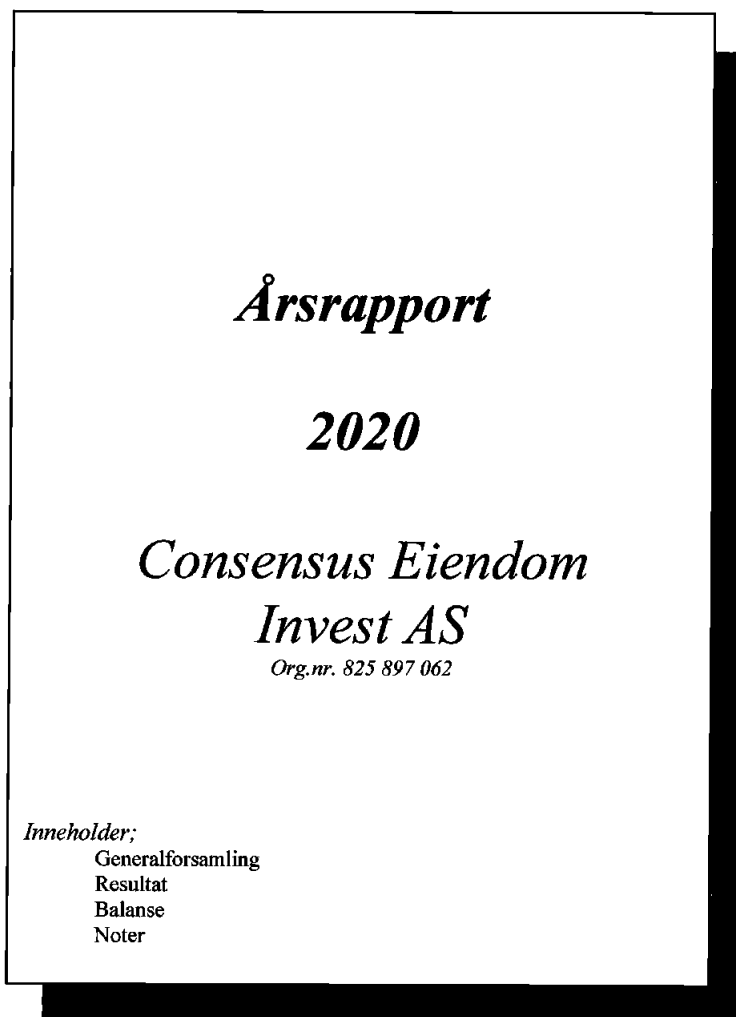 Årsrapport
2020
Consensus Eiendom
Invest AS
Org.nr. 825 897 062
Inneholder;
Generalforsamling
Resultat
Balanse
Noter